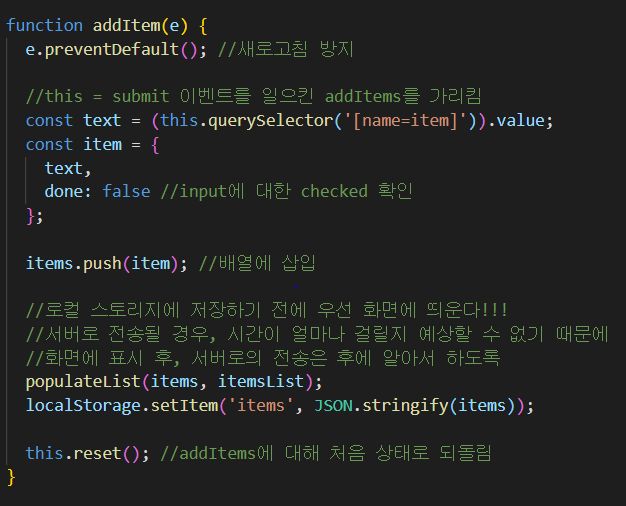 function addItem(e) {
e.preventDefault(); //새로고침 방지
//this = submit 이벤트를 일으킨 addItems를 가리킴
const text = (this.querySelector('[name=item]')).value;
const item = {
text,
done: false //input에 대한 checked 확인
};
items.push(item); //배열에 삽입
//로컬 스토리지에 저장하기 전에 우선 화면에 띄운다!!!
//서버로 전송될 경우, 시간이 얼마나 걸릴지 예상할 수 없기 때문에
//화면에 표시 후, 서버로의 전송은 후에 알아서 하도록
populateList(items, itemsList);
localStorage.setItem('items', JSON.stringify(items));
this.reset(); //addItems에 대해 처음 상태로 되돌림
}